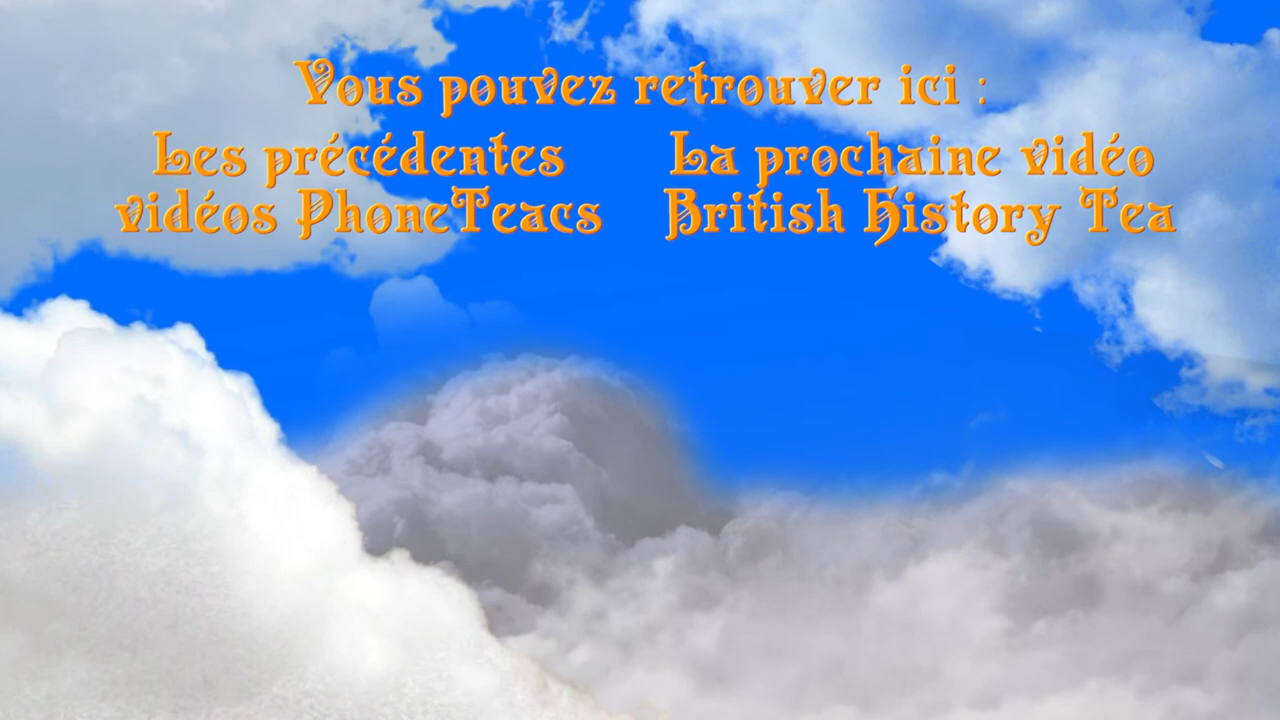 Vous pouvez retrouver ici :
Les précédentes
vidéos PhoneTeacs
La prochaine vidéo
British History Tea